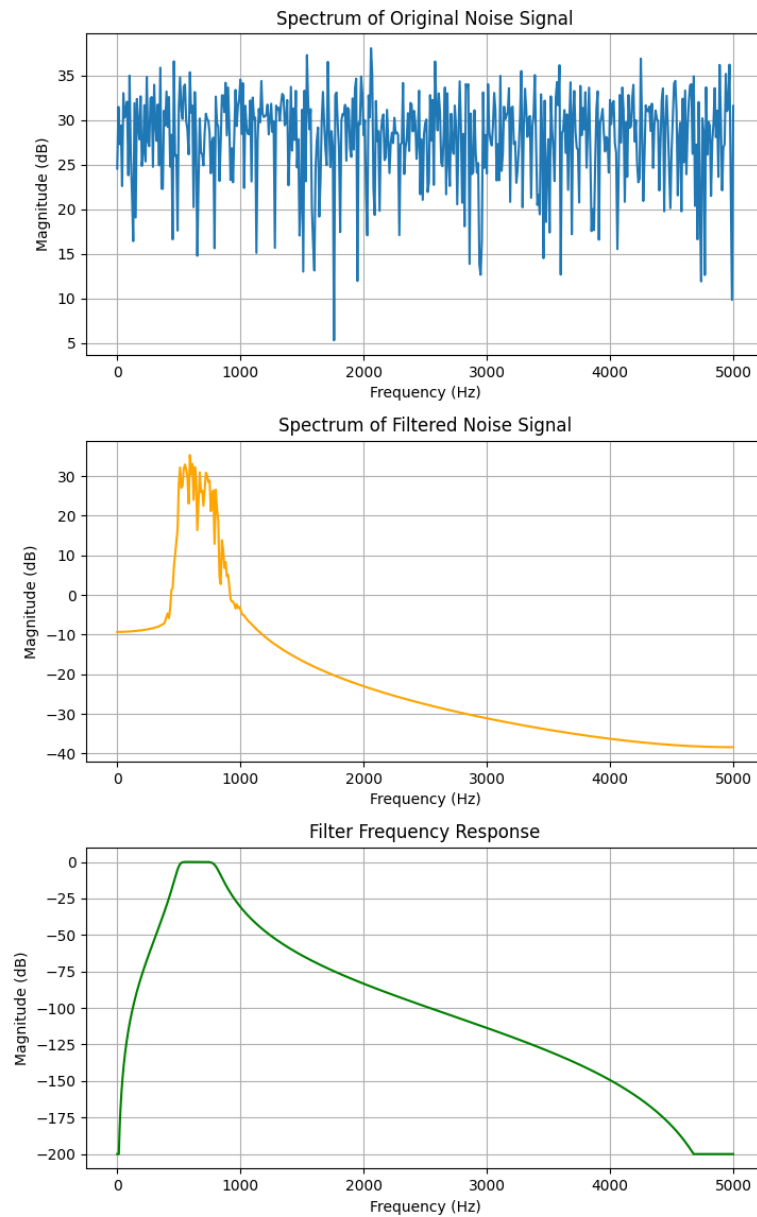 Spectrum of Original Noise Signal
Magnitude (dB)
35
30
25
20
15
10
5
0 1000 2000 3000 4000 5000
Frequency (Hz)
Spectrum of Filtered Noise Signal
Magnitude (dB)
30
20
10
0
−10
−20
−30
−40
0 1000 2000 3000 4000 5000
Frequency (Hz)
Filter Frequency Response
Magnitude (dB)
0
−25
−50
−75
−100
−125
−150
−175
−200
0 1000 2000 3000 4000 5000
Frequency (Hz)